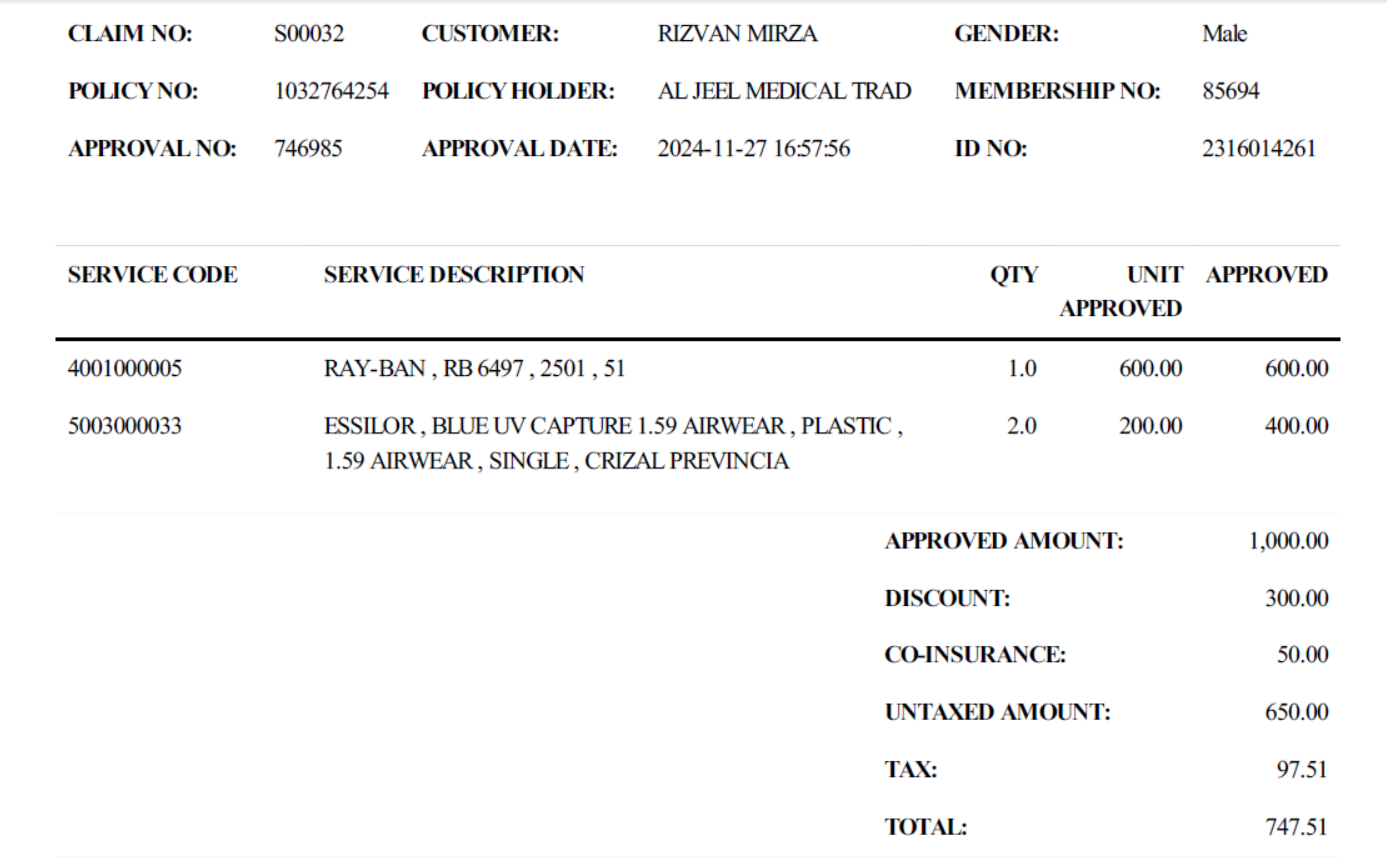 CLAIM NO: S00032 CUSTOMER: RIZVAN MIRZA GENDER: Male
POLICY NO: 1032764254 POLICY HOLDER: AL JEEL MEDICAL TRAD MEMBERSHIP NO: 85694
APPROVAL NO: 746985 APPROVAL DATE: 2024-11-27 16:57:56 ID NO: 2316014261
SERVICE CODE SERVICE DESCRIPTION QTY UNIT APPROVED APPROVED
4001000005 RAY-BAN , RB 6497 , 2501 , 51 1.0 600.00 600.00
5003000033 ESSILOR , BLUE UV CAPTURE 1.59 AIRWEAR , PLASTIC , 2.0 200.00 400.00
1.59 AIRWEAR , SINGLE , CRIZAL PREVINCIA
APPROVED AMOUNT: 1,000.00
DISCOUNT: 300.00
CO-INSURANCE: 50.00
UNTAXED AMOUNT: 650.00
TAX: 97.51
TOTAL: 747.51